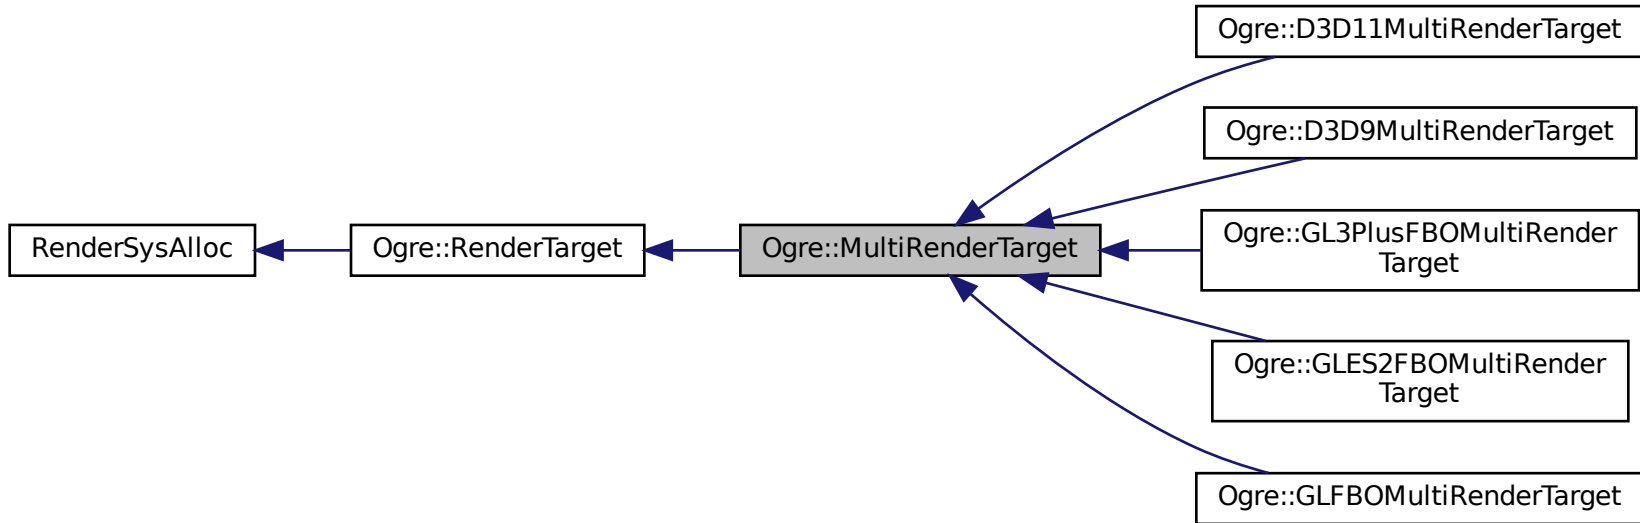 RenderSysAlloc
Ogre::RenderTarget
Ogre::MultiRenderTarget
Ogre::D3D11MultiRenderTarget
Ogre::D3D9MultiRenderTarget
Ogre::GL3PlusFBOMultiRender
Target
Ogre::GLES2FBOMultiRender
Target
Ogre::GLFBOMultiRenderTarget